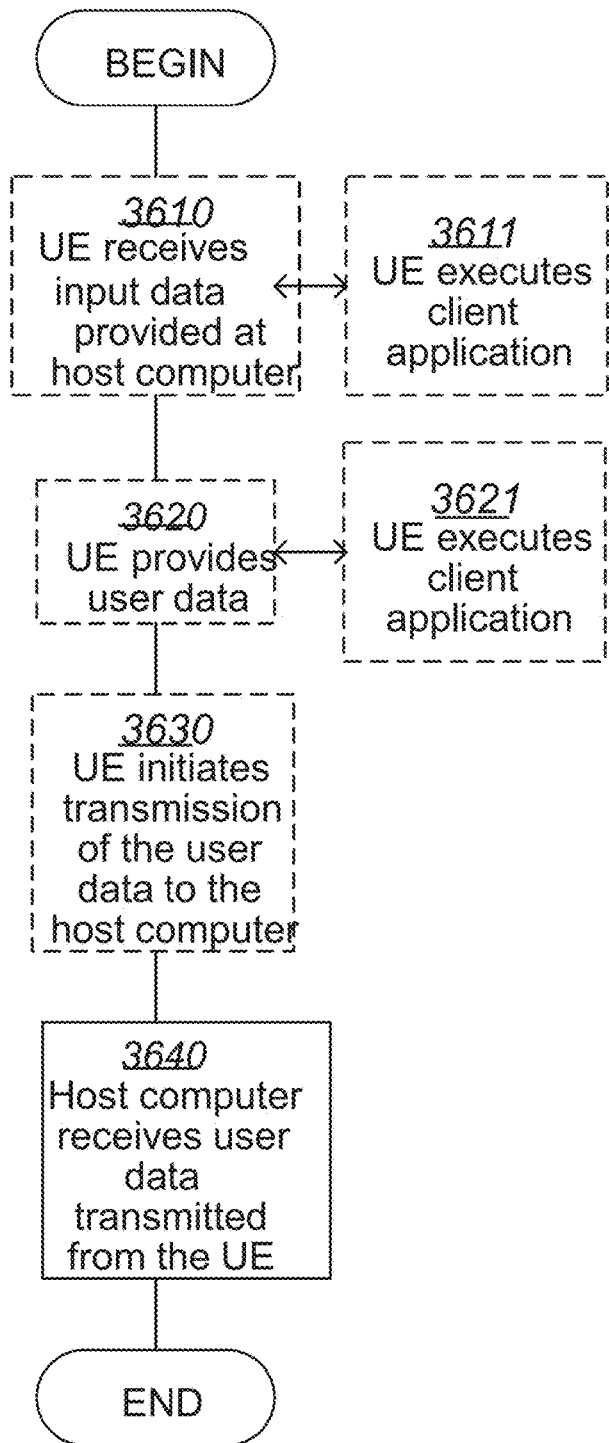 BEGIN
3610
UE receives
input data
provided at
host computer
3611
UE executes
client
application
3620
UE provides
user data
3621
UE executes
client
application
3630
UE initiates
transmission
of the user
data to the
host computer
3640
Host computer
receives user
data
transmitted
from the UE
END